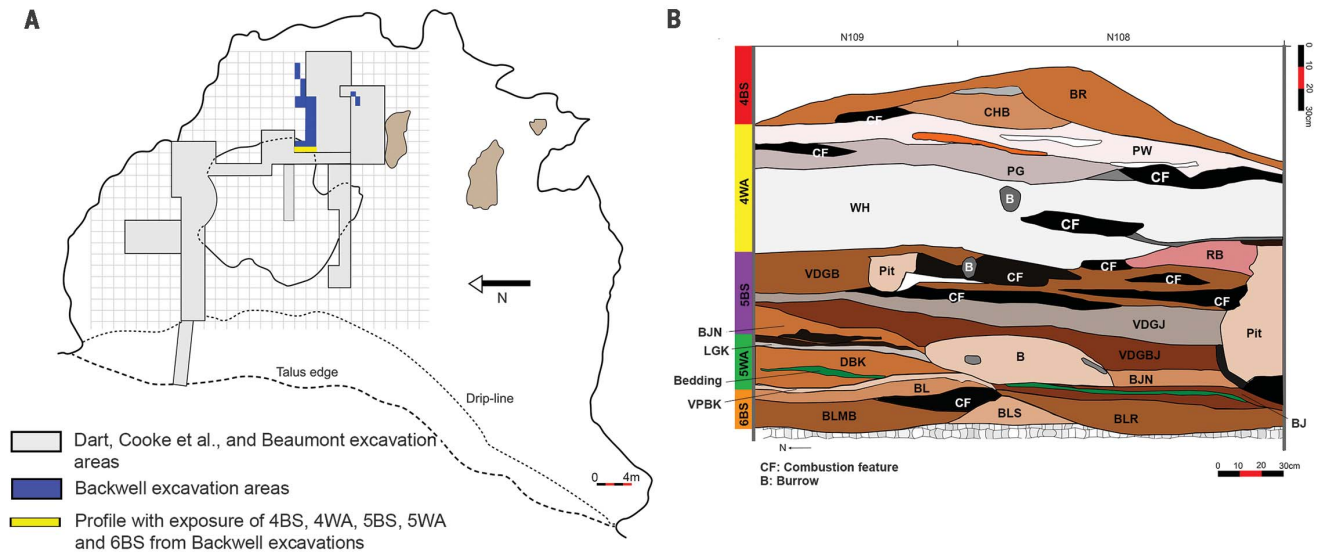 A
N
Talus edge
Drip-line
Dart, Cooke et al., and Beaumont excavation
areas
Backwell excavation areas
Profile with exposure of 4BS, 4WA, 5BS, 5WA
and 6BS from Backwell excavations
0 4m
B
N109 N108
4BS
4WA
5BS
5WA
6BS
0
10
20
30cm
BR
CHB
CF
PW
CF
CF
PG
B
WH
CF
RB
VDGB
Pit
B
CF
CF
CF
CF
CF
VDGJ
Pit
BJN
LGK
VDGBJ
B
DBK
Bedding
BJN
BL
VPBK
CF
BLMB
BLS
BLR
BJ
N
CF: Combustion feature
B: Burrow
0 10 20 30cm